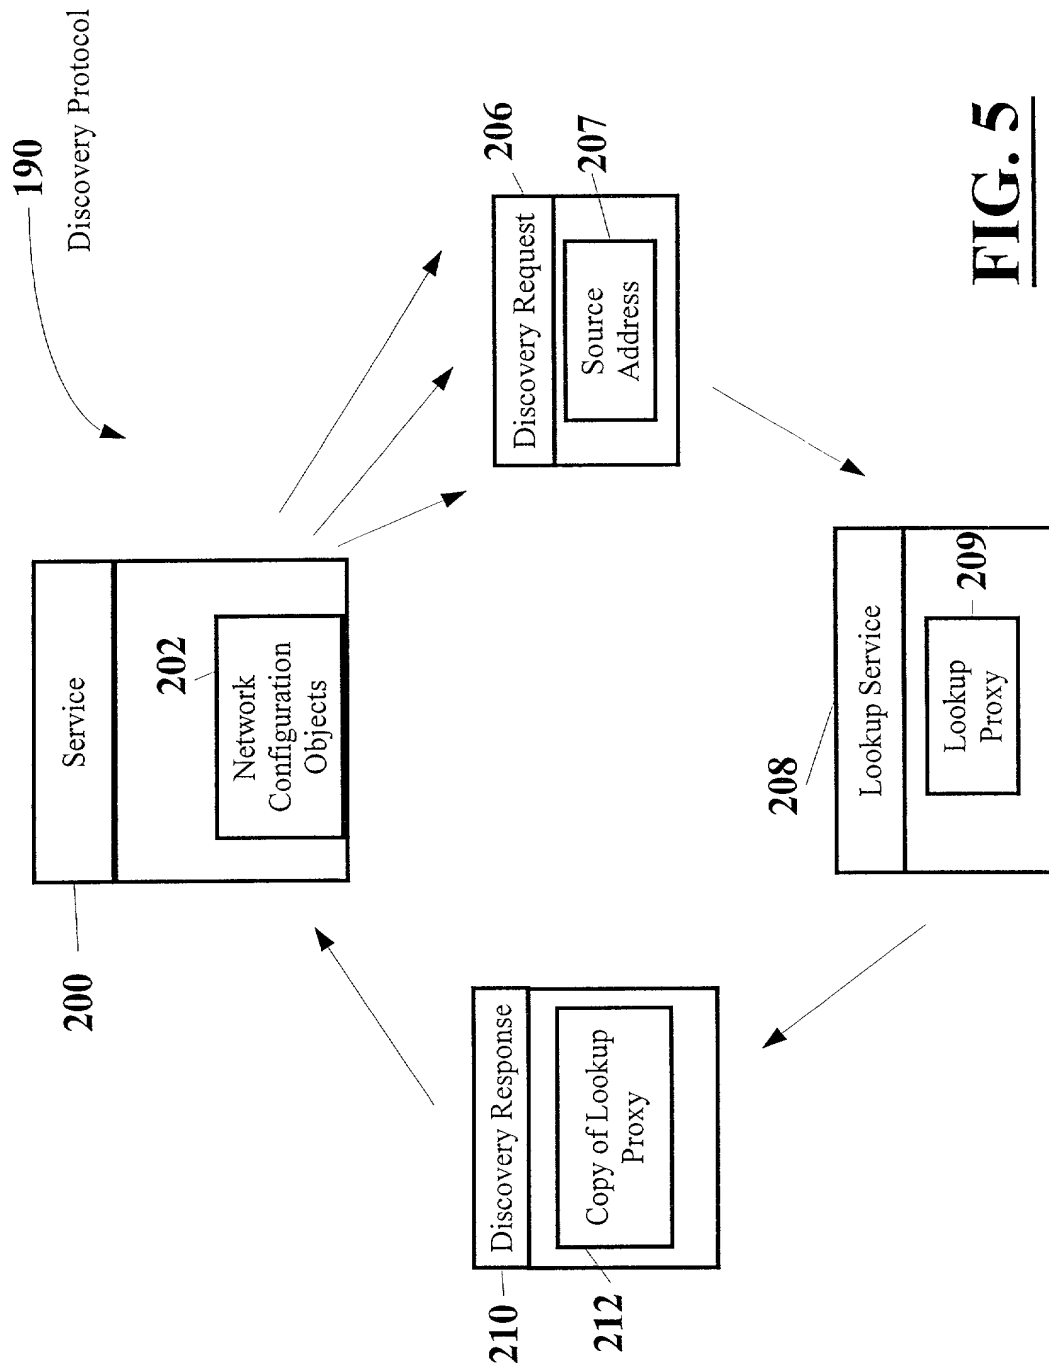 190
Discovery Protocol
Service
200
202
Network
Configuration
Objects
206
Discovery Request
207
Source
Address
208
Lookup Service
209
Lookup
Proxy
210
Discovery Response
212
Copy of Lookup
Proxy
FIG. 5